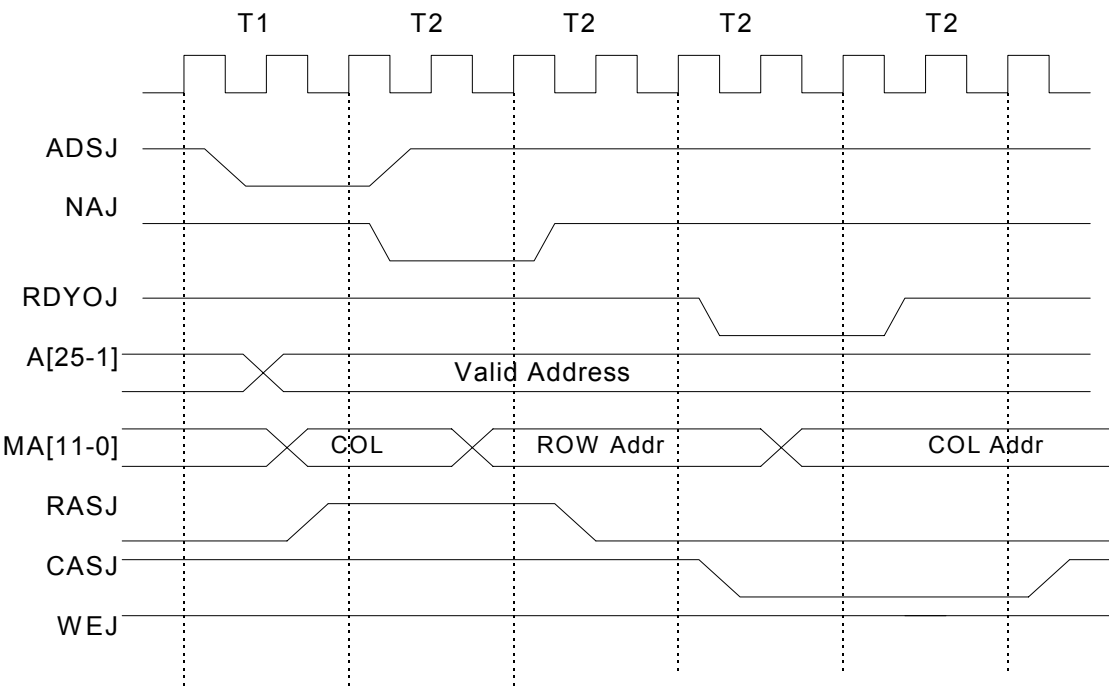 T1 T2 T2 T2 T2
ADSJ
NAJ
RDYOJ
A[25-1]
Valid Address
MA[11-0]
COL ROW Addr COL Addr
RASJ
CASJ
WEJ